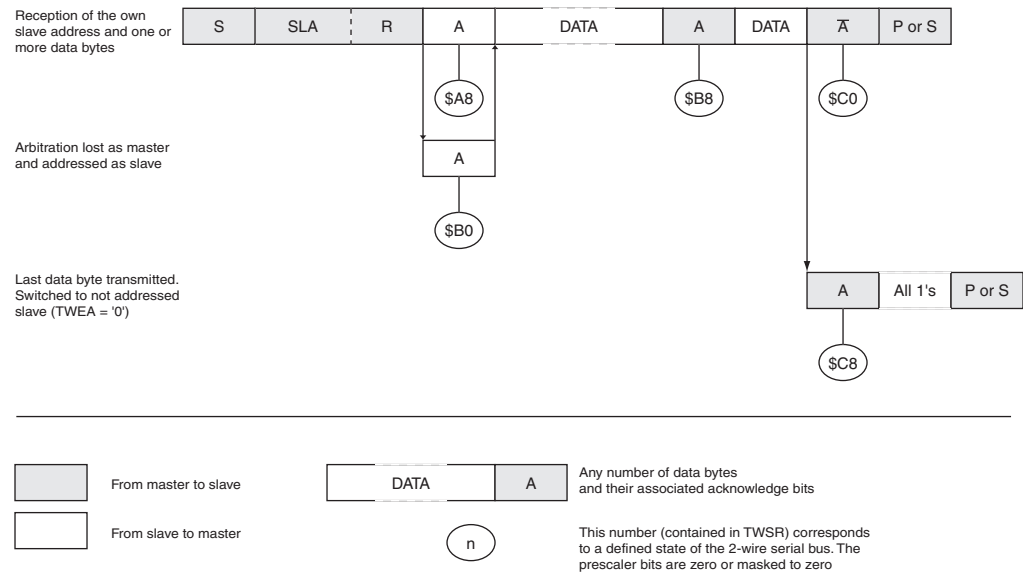 Reception of the own
slave address and one or
more data bytes
S SLA R A DATA A DATA A̅ P or S
$A8 $B8 $C0
Arbitration lost as master
and addressed as slave
A
$B0
Last data byte transmitted.
Switched to not addressed
slave (TWEA = '0')
A All 1's P or S
$C8
From master to slave
From slave to master
DATA A
Any number of data bytes
and their associated acknowledge bits
n
This number (contained in TWSR) corresponds
to a defined state of the 2-wire serial bus. The
prescaler bits are zero or masked to zero